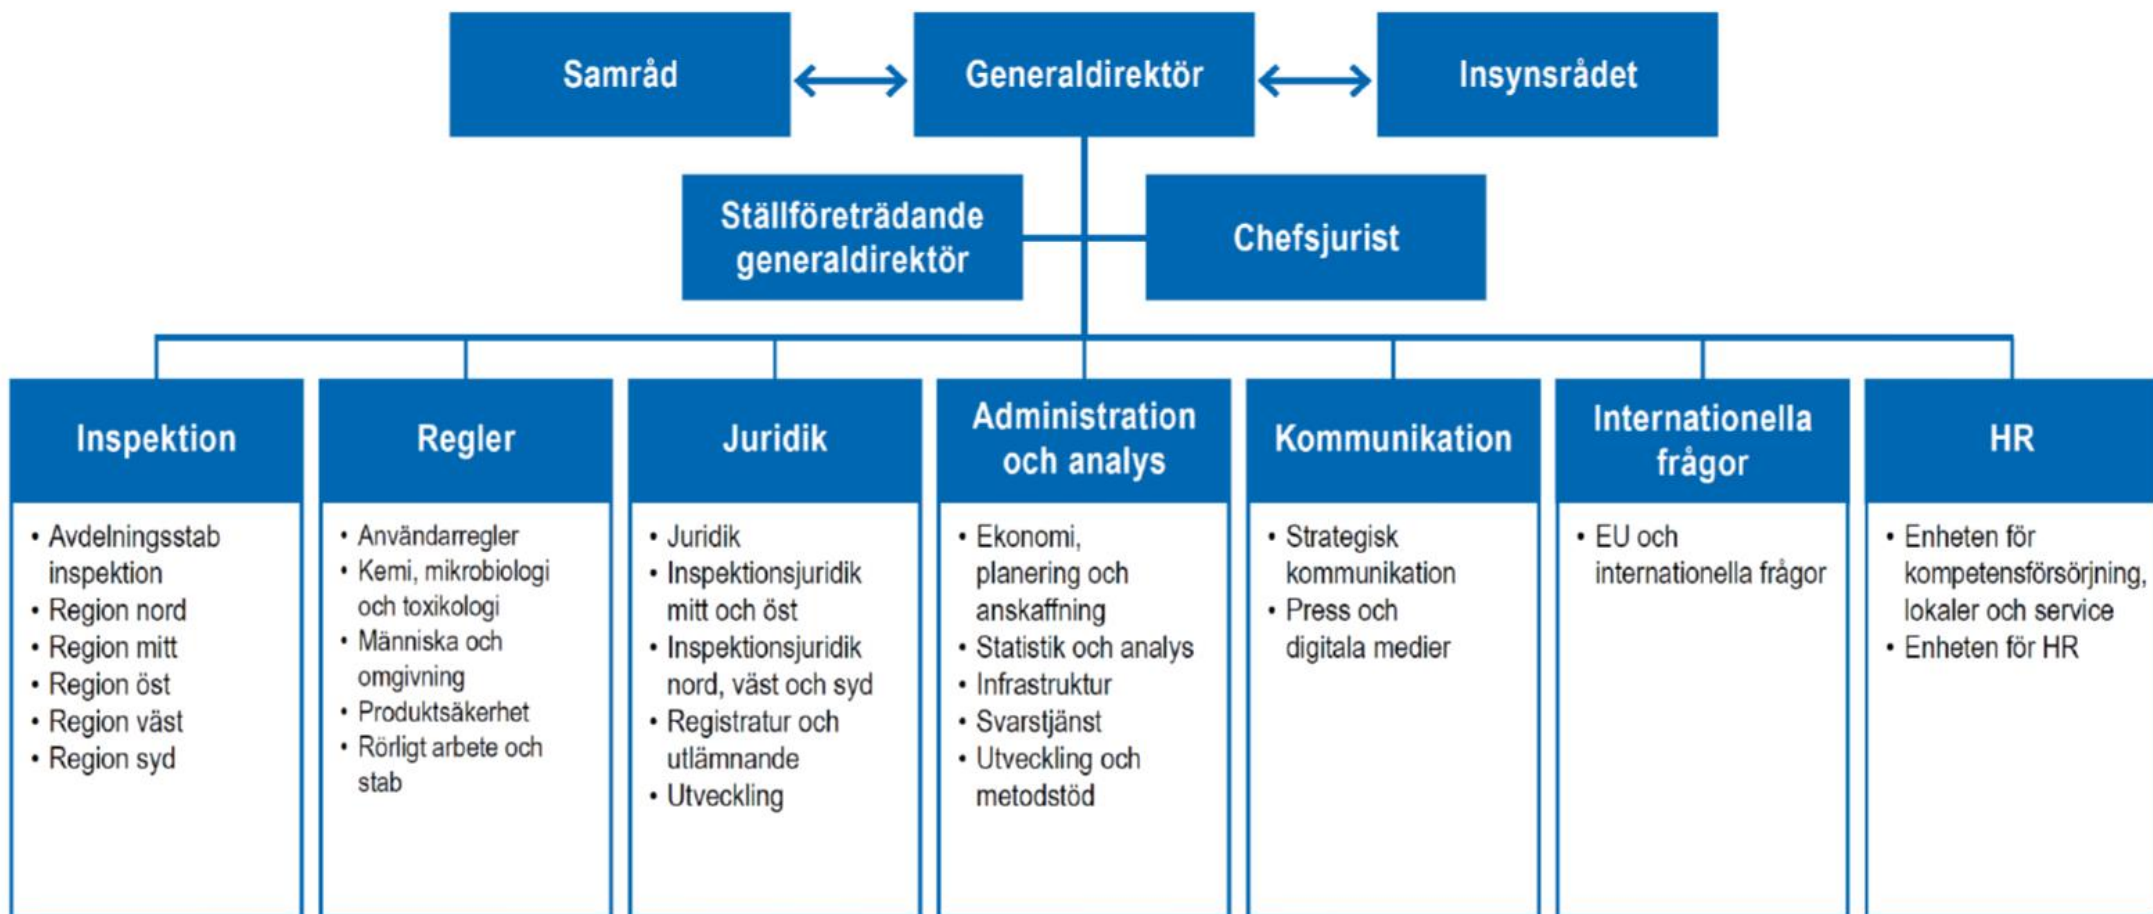 Samråd
Generaldirektör
Insynsrådet
Ställföreträdande
generaldirektör
Chefsjurist
Inspektion
• Avdelningsstab
inspektion
• Region nord
• Region mitt
• Region öst
• Region väst
• Region syd
Regler
• Användarregler
• Kemi, mikrobiologi
och toxikologi
• Människa och
omgivning
• Produktsäkerhet
• Rörligt arbete och
stab
Juridik
• Juridik
• Inspektionsjuridik
mitt och öst
• Inspektionsjuridik
nord, väst och syd
• Registratur och
utlämnande
• Utveckling
Administration
och analys
• Ekonomi,
planering och
anskaffning
• Statistik och analys
• Infrastruktur
• Svarstjänst
• Utveckling och
metodstöd
Kommunikation
• Strategisk
kommunikation
• Press och
digitala medier
Internationella
frågor
• EU och
internationella frågor
HR
• Enheten för
kompetensförsörjning,
lokaler och service
• Enheten för HR